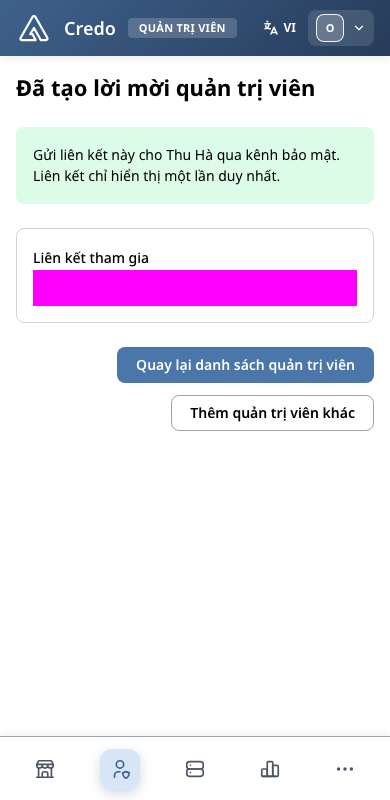 Credo
QUẢN TRỊ VIÊN
VI
O
Đã tạo lời mời quản trị viên
Gửi liên kết này cho Thu Hà qua kênh bảo mật.
Liên kết chỉ hiển thị một lần duy nhất.
Liên kết tham gia
Quay lại danh sách quản trị viên
Thêm quản trị viên khác